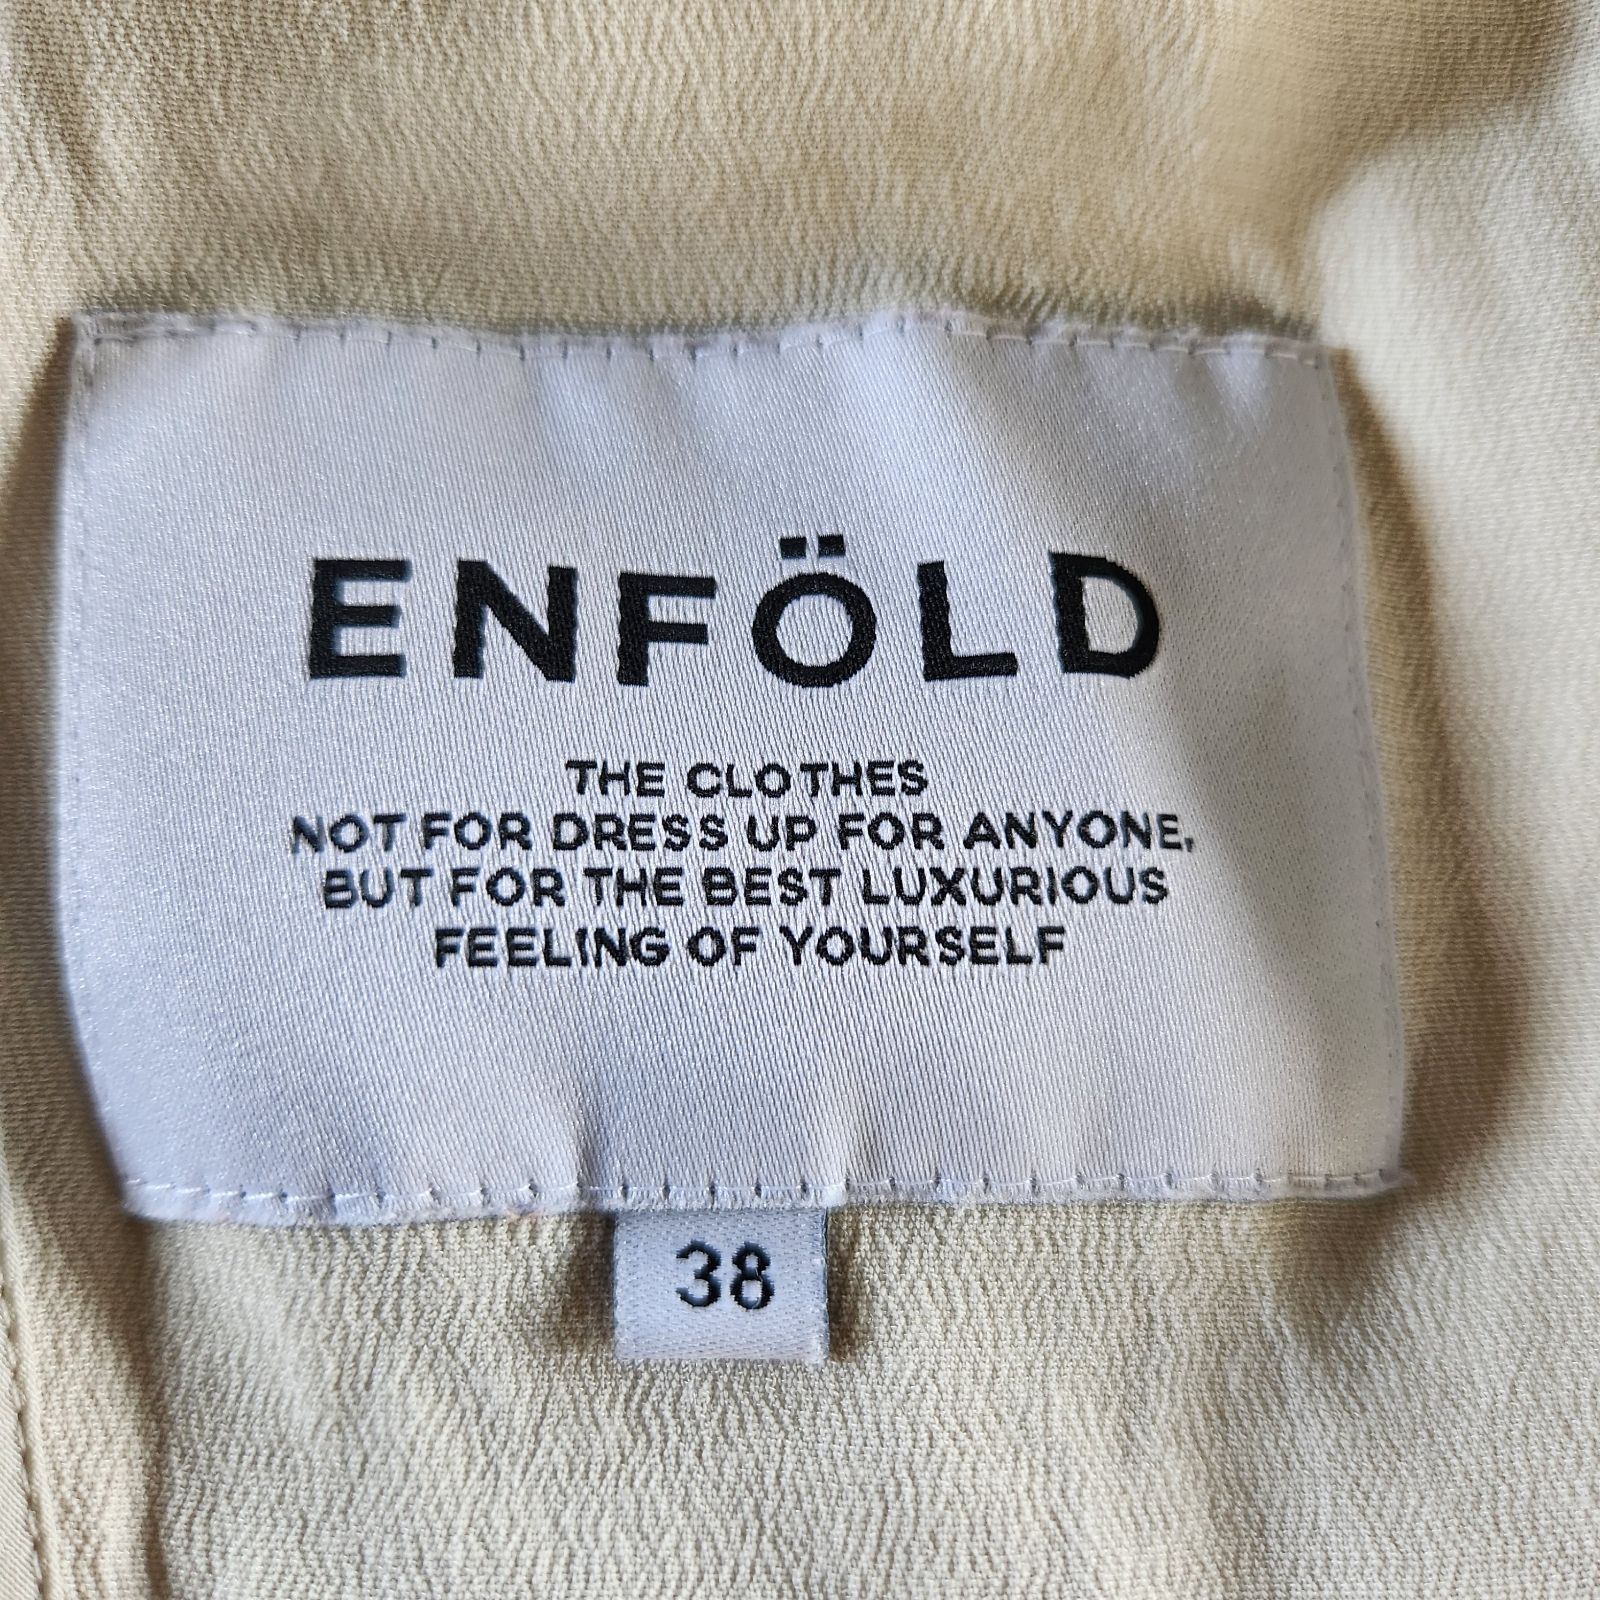 ENFÖLD
THE CLOTHES
NOT FOR DRESS UP FOR ANYONE,
BUT FOR THE BEST LUXURIOUS
FEELING OF YOURSELF
38